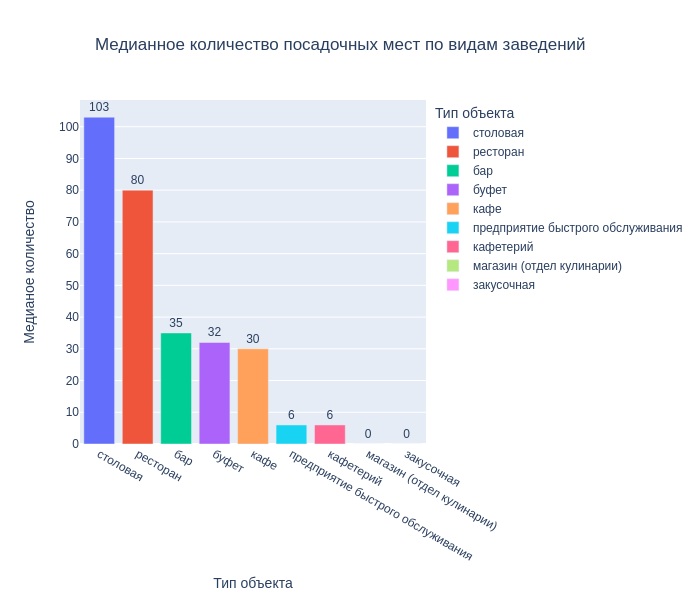 Медианное количество посадочных мест по видам заведений
Медианое количество
100
90
80
70
60
50
40
30
20
10
0
103
80
35
32
30
6
6
0
0
столовая
ресторан
бар
буфет
кафе
предприятие быстрого обслуживания
кафетерий
магазин (отдел кулинарии)
закусочная
Тип объекта
Тип объекта
столовая
ресторан
бар
буфет
кафе
предприятие быстрого обслуживания
кафетерий
магазин (отдел кулинарии)
закусочная